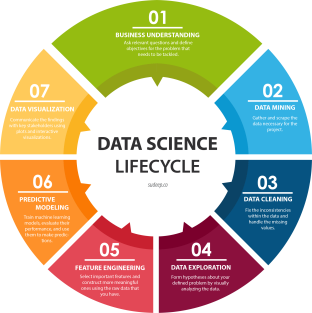 01
BUSINESS UNDERSTANDING
Ask relevant questions and define
objectives for the problem that
needs to be tackled.
02
DATA MINING
Gather and scrape the
data necessary for the
project.
03
DATA CLEANING
Fix the inconsistencies
within the data and
handle the missing
values.
04
DATA EXPLORATION
Form hypotheses about your
defined problem by visually
analyzing the data.
05
FEATURE ENGINEERING
Select important features and
construct more meaningful
ones using the raw data that
you have.
06
PREDICTIVE
MODELING
Train machine learning
models, evaluate their
performance, and use
them to make predic-
tions.
07
DATA VISUALIZATION
Communicate the findings
with key stakeholders using
plots and interactive
visualizations.
DATA SCIENCE
LIFECYCLE
sudeep.co